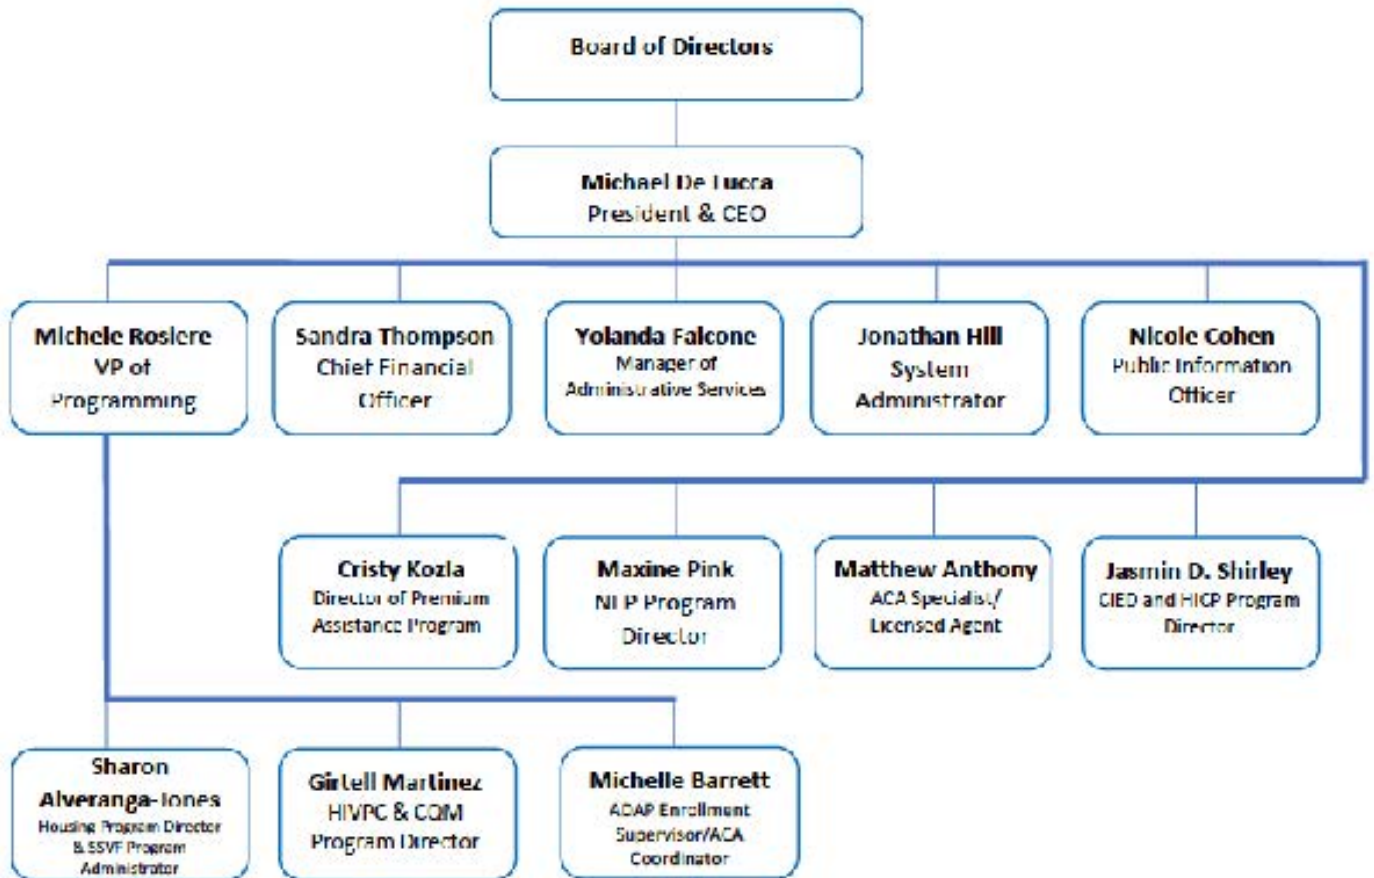 Board of Directors
Michael De Lucca
President & CEO
Michele Rosiere
VP of
Programming
Sandra Thompson
Chief Financial
Officer
Yolanda Falcone
Manager of
Administrative Services
Jonathan Hill
System
Administrator
Nicole Cohen
Public Information
Officer
Cristy Kozla
Director of Premium
Assistance Program
Maxine Pink
Program
Director
Matthew Anthony
ACA Specialist/
Licensed Agent
Jasmin D. Shirley
CIED and HICP Program
Director
Sharon
Alveranga-Jones
Housing Program Director
& SSVF Program
Administrator
Girtell Martinez
HIVPC & CQM
Program Director
Michelle Barrett
ADAP Enrollment
Supervisor/ACA
Coordinator